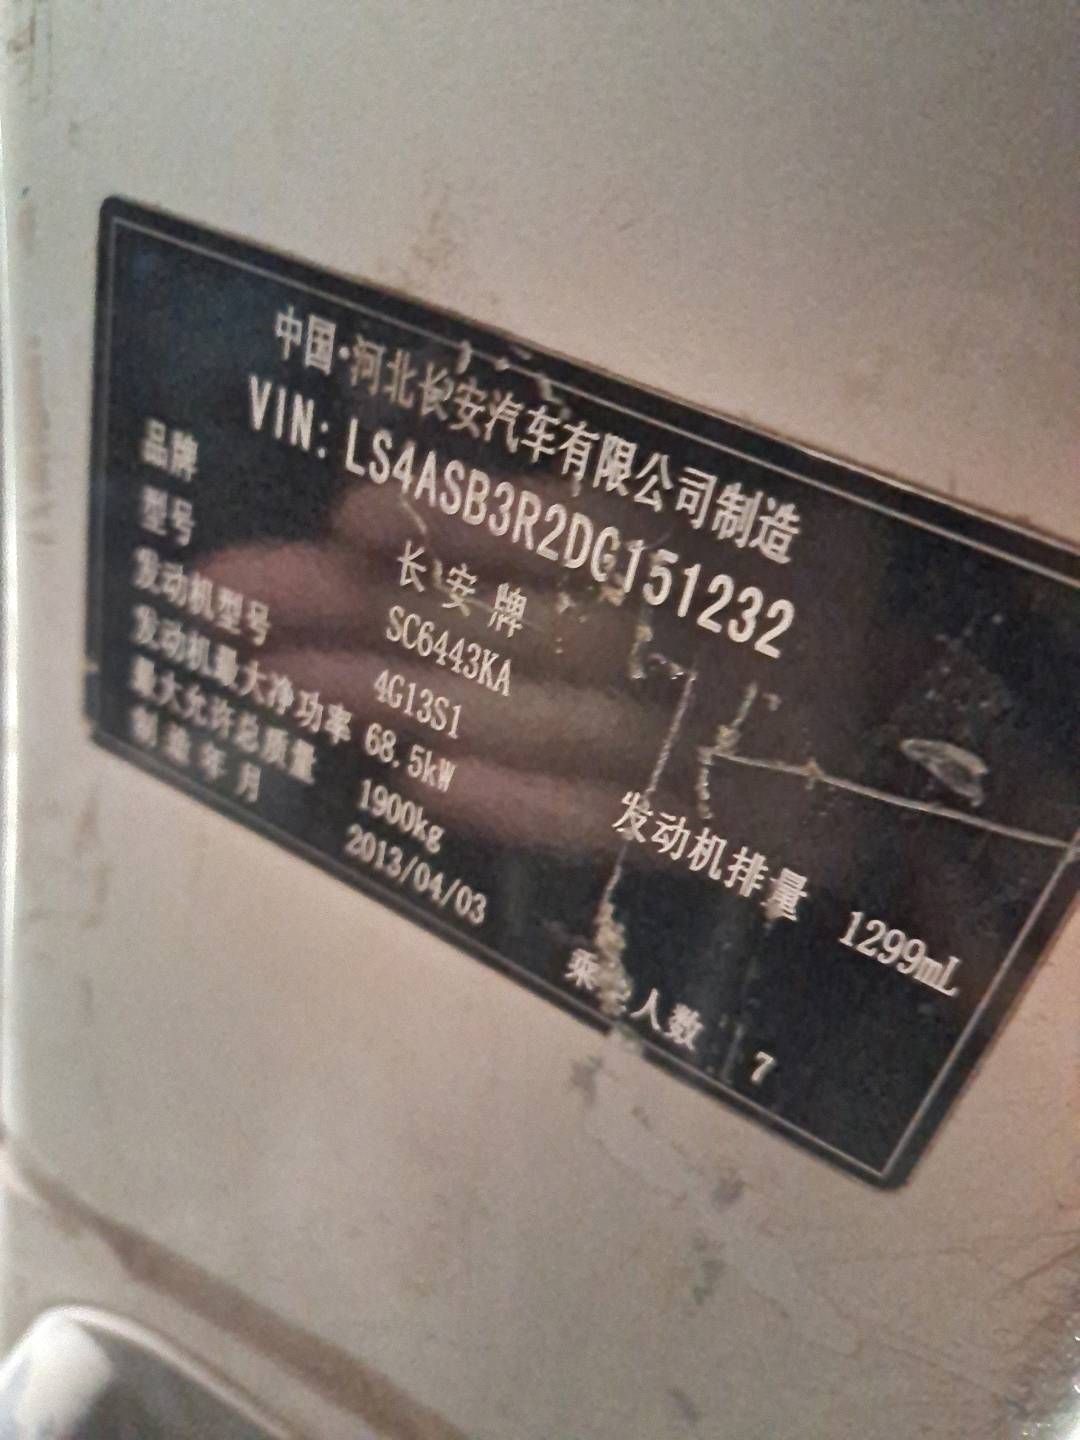 中国·河北长安汽车有限公司制造
VIN: LS4ASB3R2DG151232
品牌 长安牌
型号 SC6443KA
发动机型号 4G13S1
发动机最大净功率 68.5kW 发动机排量 1299mL
最大允许总质量 1900kg
制造年月 2013/04/03 乘 人数 7